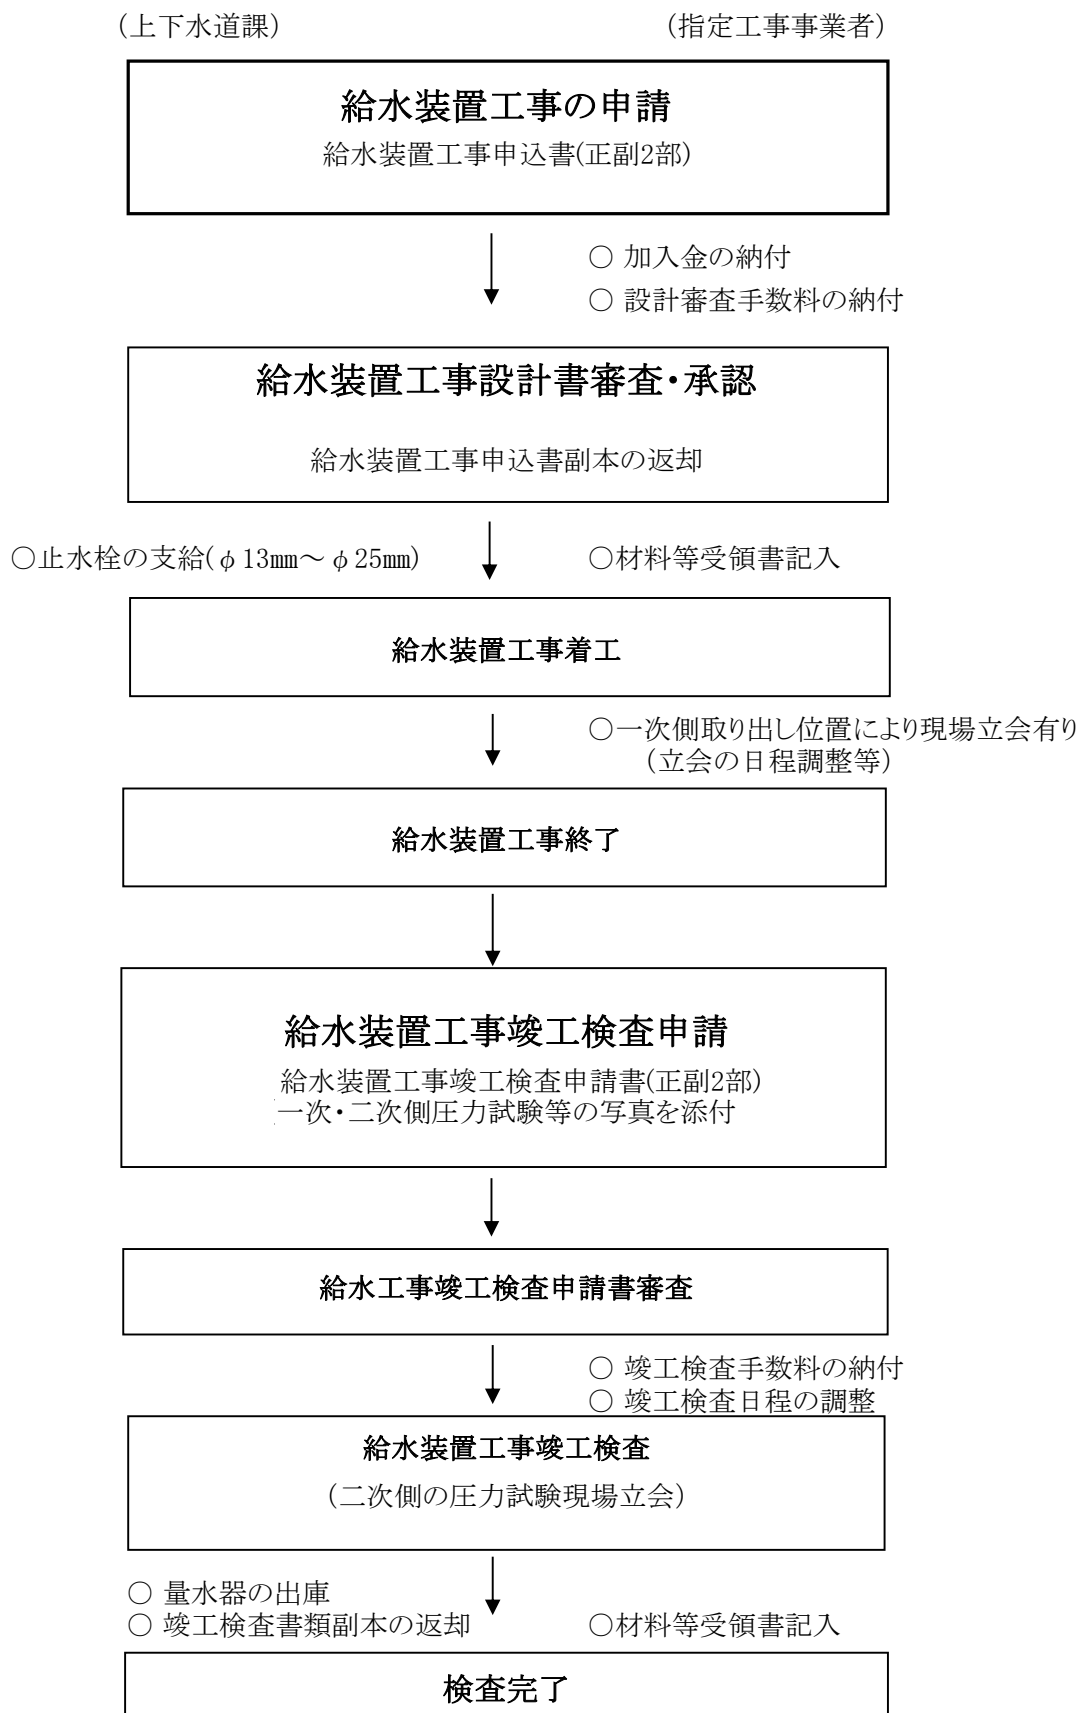 （上下水道課）　（指定工事事業者）
給水装置工事の申請
給水装置工事申込書(正副2部)
○ 加入金の納付
○ 設計審査手数料の納付
給水装置工事設計書審査・承認
給水装置工事申込書副本の返却
○止水栓の支給(φ13㎜～φ25㎜)　○材料等受領書記入
給水装置工事着工
○一次側取り出し位置により現場立会有り
（立会の日程調整等）
給水装置工事終了
給水装置工事竣工検査申請
給水装置工事竣工検査申請書(正副2部)
一次・二次側圧力試験等の写真を添付
給水工事竣工検査申請書審査
○ 竣工検査手数料の納付
○ 竣工検査日程の調整
給水装置工事竣工検査
（二次側の圧力試験現場立会）
○ 量水器の出庫
○ 竣工検査書類副本の返却　○材料等受領書記入
検査完了